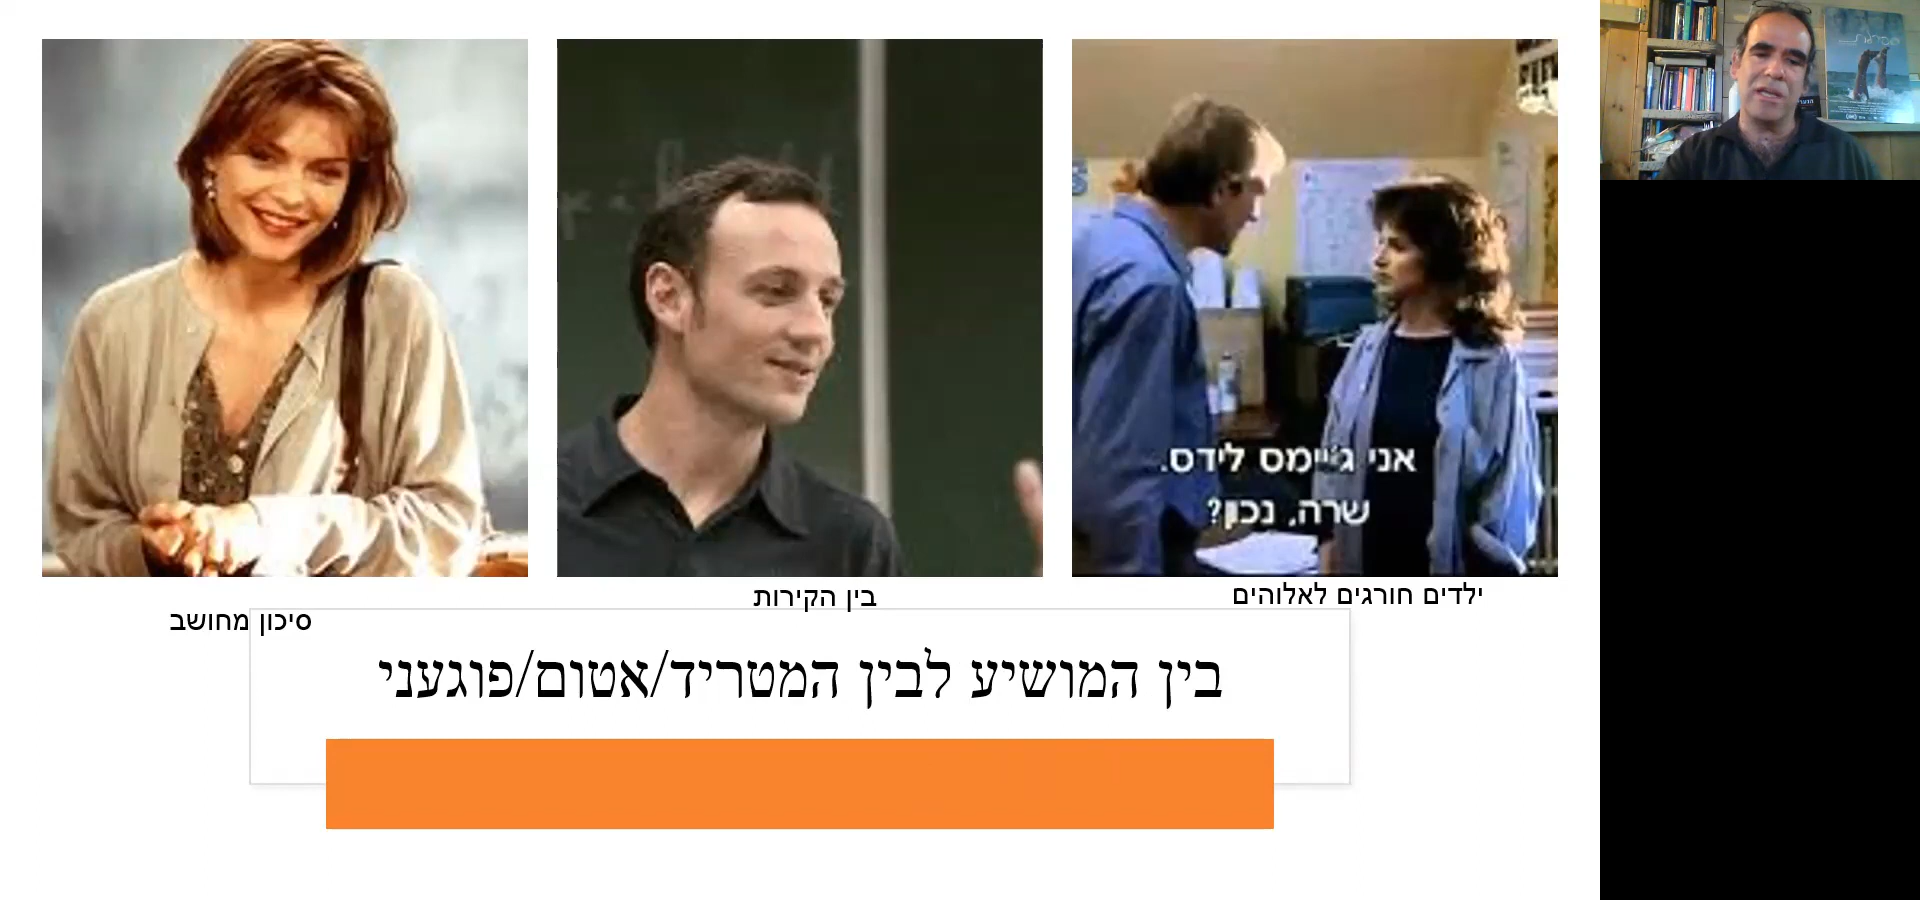 אני ג'יימס לידס.
שרה, נכון?
ילדים חורגים לאלוהים
בין הקירות
סיכון מחושב
בין המושיע לבין המטריד/אטום/פוגעני